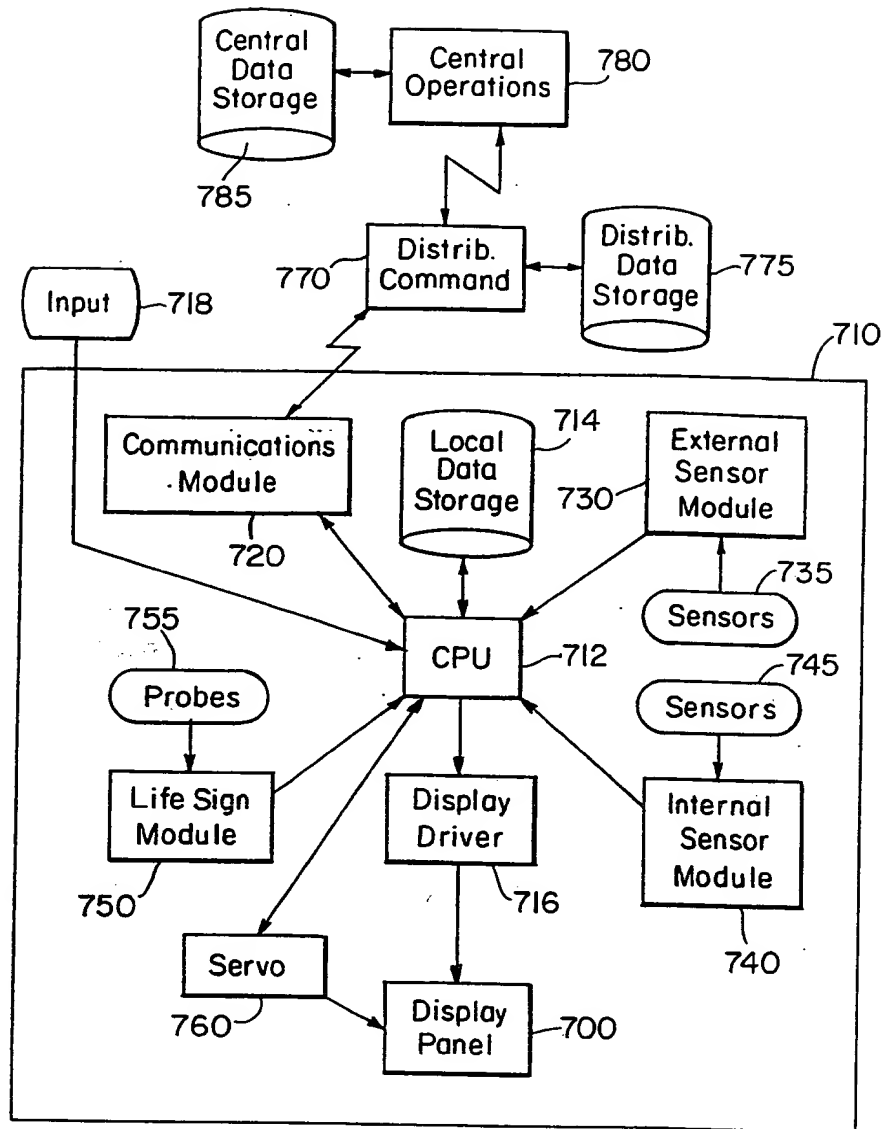 Central
Data
Storage
785
Central
Operations
780
770
Distrib.
Command
Distrib.
Data
Storage
775
Input
718
710
Communications
Module
720
Local
Data
Storage
714
External
Sensor
Module
730
735
Sensors
755
Probes
CPU
712
745
Sensors
Life Sign
Module
750
Display
Driver
716
Internal
Sensor
Module
740
Servo
760
Display
Panel
700